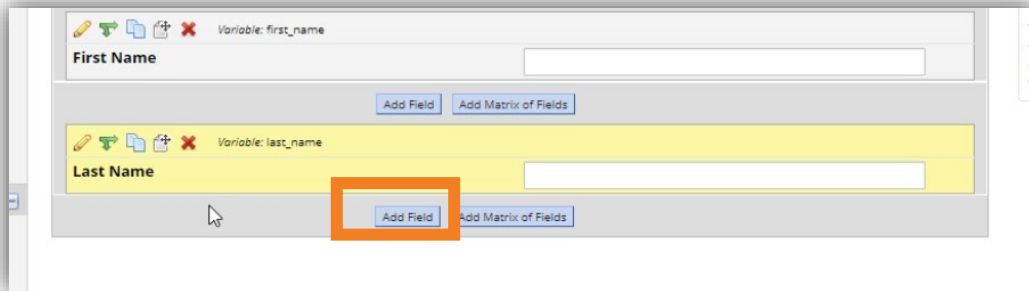 Variable: first_name
First Name
Add Field Add Matrix of Fields
Variable: last_name
Last Name
Add Field Add Matrix of Fields